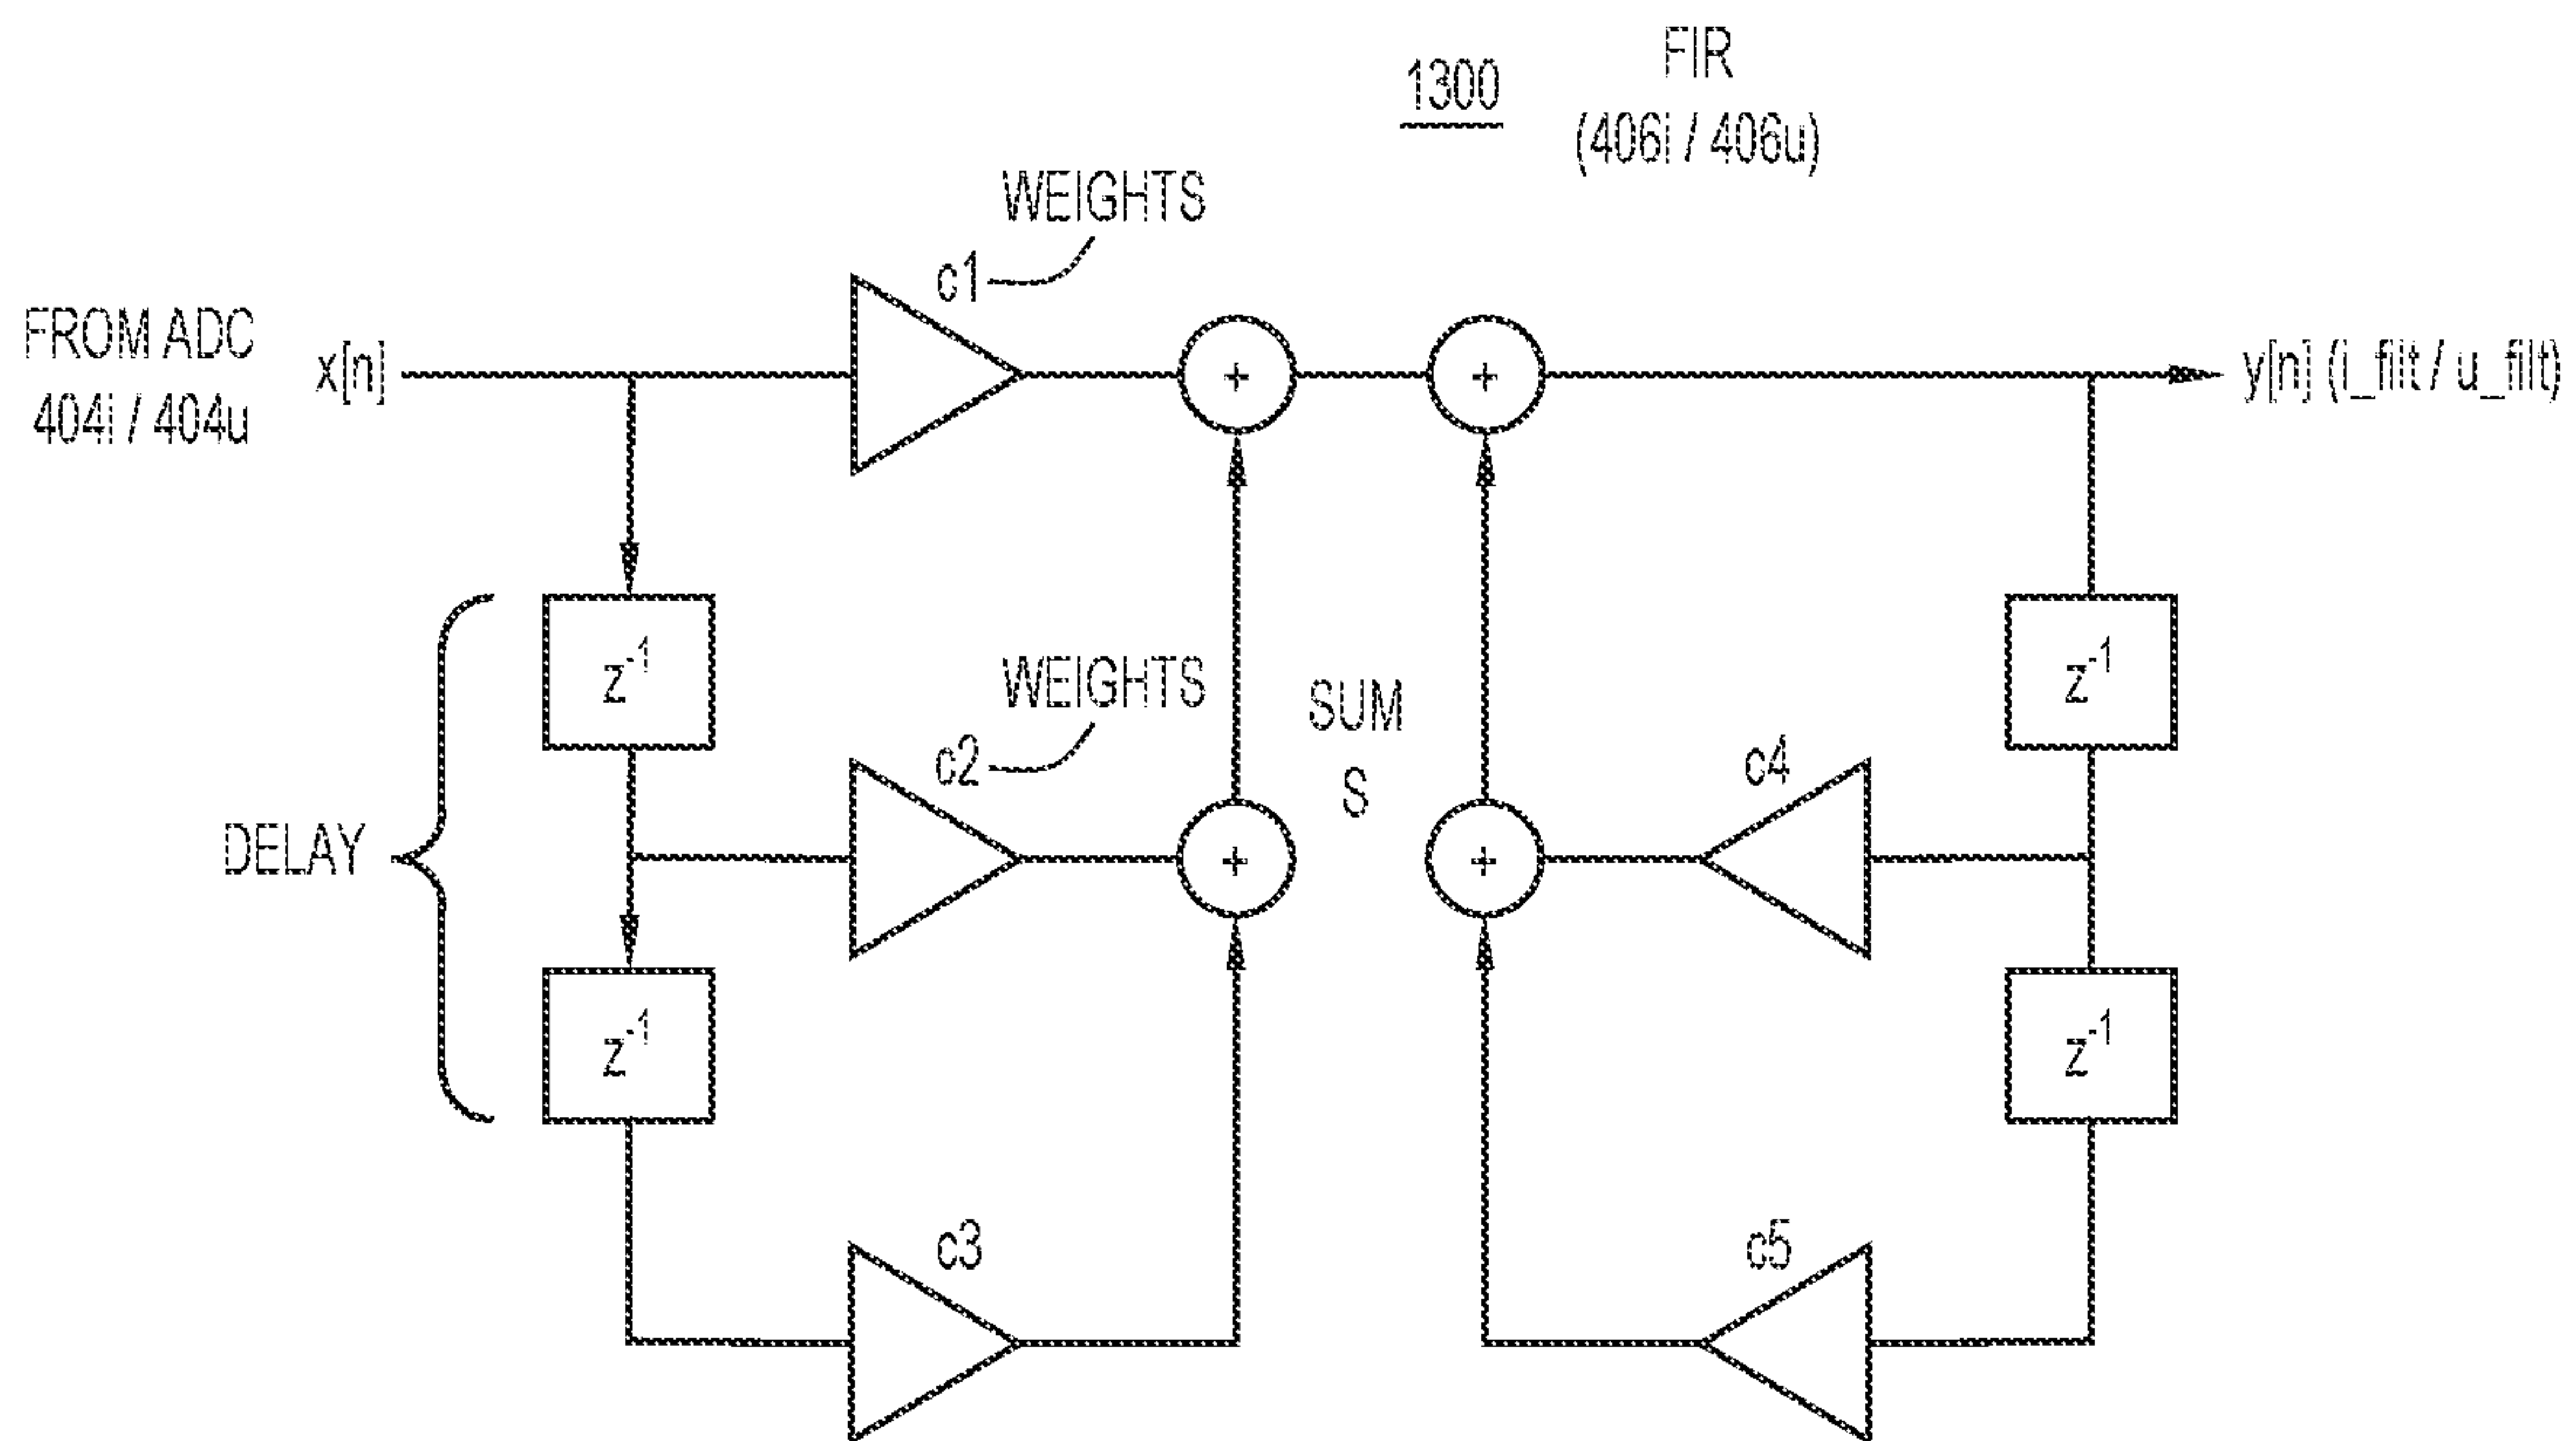 1300
FIR
(406i / 406u)
WEIGHTS
c1
FROM ADC
404i / 404u
x[n]
+
+
y[n] (i_filt / u_filt)
DELAY
z-1
WEIGHTS
c2
SUM
S
c4
z-1
+
+
z-1
z-1
c3
c5